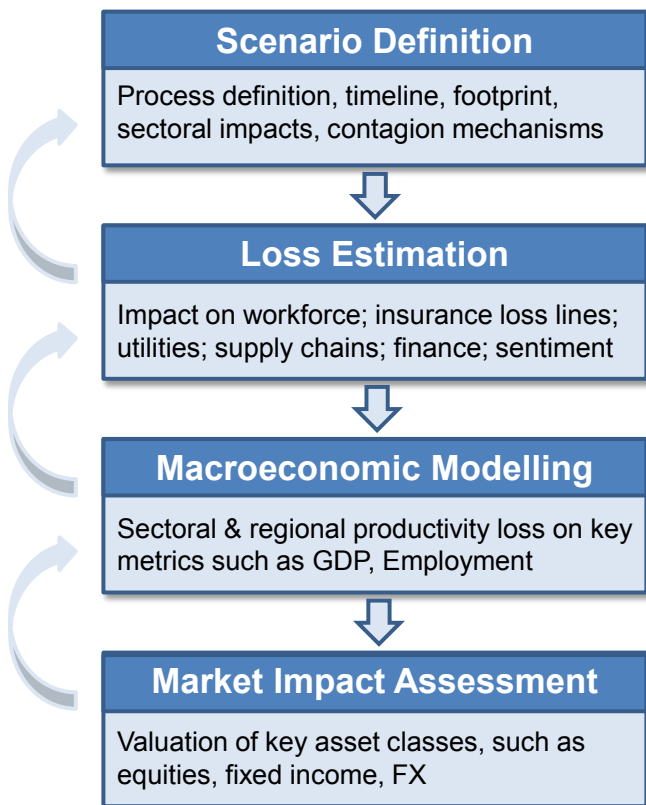 Scenario Definition
Process definition, timeline, footprint,
sectoral impacts, contagion mechanisms
Loss Estimation
Impact on workforce; insurance loss lines;
utilities; supply chains; finance; sentiment
Macroeconomic Modelling
Sectoral & regional productivity loss on key
metrics such as GDP, Employment
Market Impact Assessment
Valuation of key asset classes, such as
equities, fixed income, FX